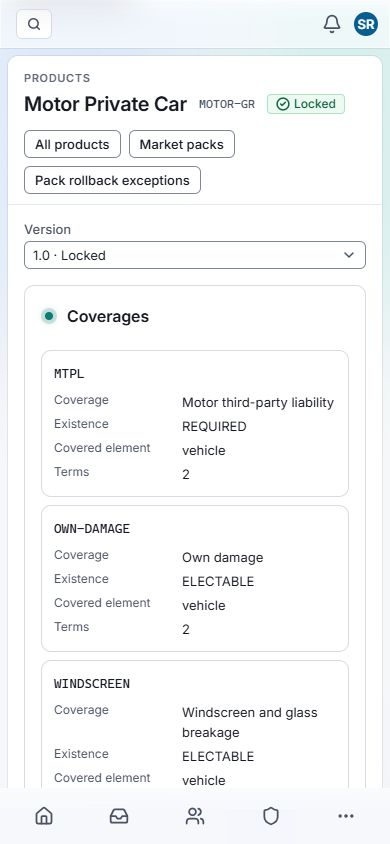 SR
PRODUCTS
Motor Private Car MOTOR-GR Locked
All products Market packs
Pack rollback exceptions
Version
1.0 · Locked
Coverages
MTPL
Coverage Motor third-party liability
Existence REQUIRED
Covered element vehicle
Terms 2
OWN-DAMAGE
Coverage Own damage
Existence ELECTABLE
Covered element vehicle
Terms 2
WINDSCREEN
Coverage Windscreen and glass
breakage
Existence ELECTABLE
Covered element vehicle